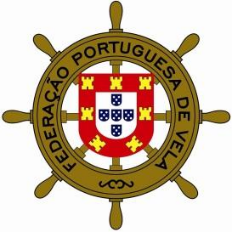 FEDERAÇÃO PORTUGUESA DE VELA